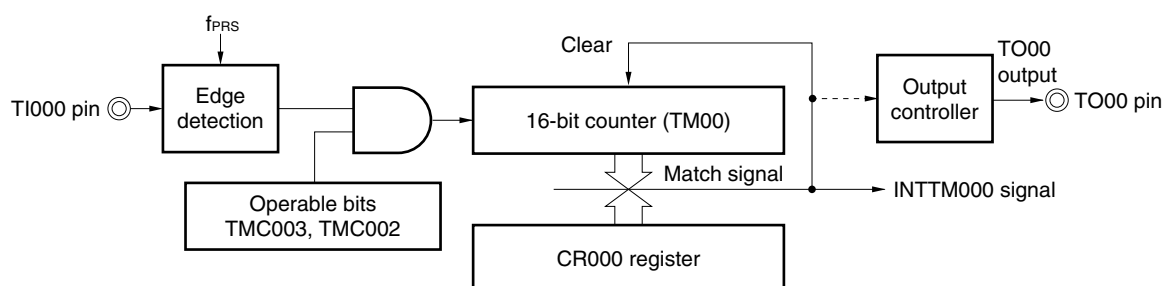 fPRS
Clear
TO00
output
TI000 pin
Edge
detection
16-bit counter (TM00)
Output
controller
TO00 pin
Match signal
INTTM000 signal
Operable bits
TMC003, TMC002
CR000 register